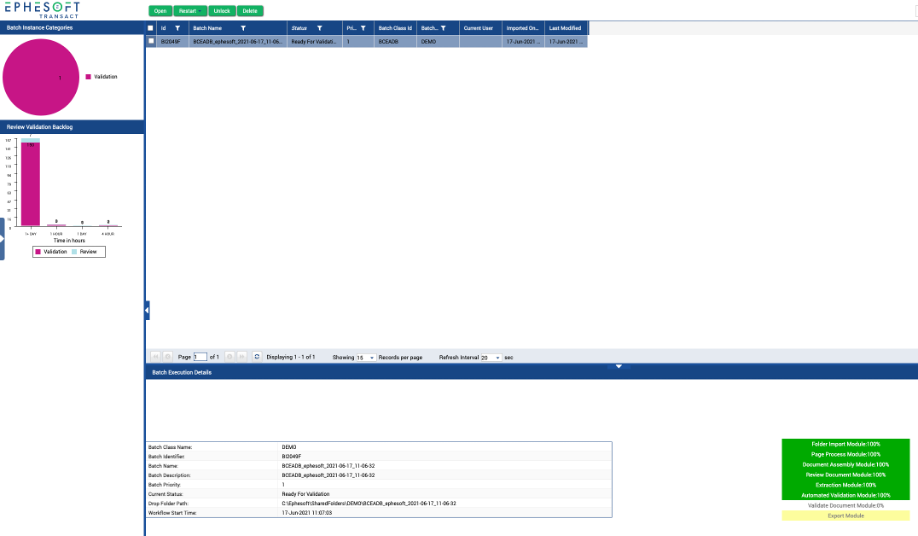 EPHESOFT
TRANSACT
Open Restart Unlock Delete
Batch Instance Categories
Id Batch Name Status Pri... Batch Class Id Batch... Current User Imported On... Last Modified
BI2049F BCEADB_ephesoft_2021-06-17_11-06... Ready For Validati... 1 BCEADB DEMO 17-Jun-2021 ... 17-Jun-2021 ...
1
Validation
Review Validation Backlog
1 HOUR
Time in hours
Validation Review
Page 1 of 1 Displaying 1 - 1 of 1 Showing 15 Records per page Refresh Interval 20 sec
Batch Execution Details
Batch Class Name: DEMO
Batch Identifier: BI2049F
Batch Name: BCEADB_ephesoft_2021-06-17_11-06-32
Batch Description: BCEADB_ephesoft_2021-06-17_11-06-32
Batch Priority: 1
Current Status: Ready For Validation
Drop Folder Path: C:\Ephesoft\SharedFolders\DEMO\BCEADB_ephesoft_2021-06-17_11-06-32
Workflow Start Time: 17-Jun-2021 11:07:03
Folder Import Module:100%
Page Process Module:100%
Document Assembly Module:100%
Review Document Module:100%
Extraction Module:100%
Automated Validation Module:100%
Validate Document Module:0%
Export Module